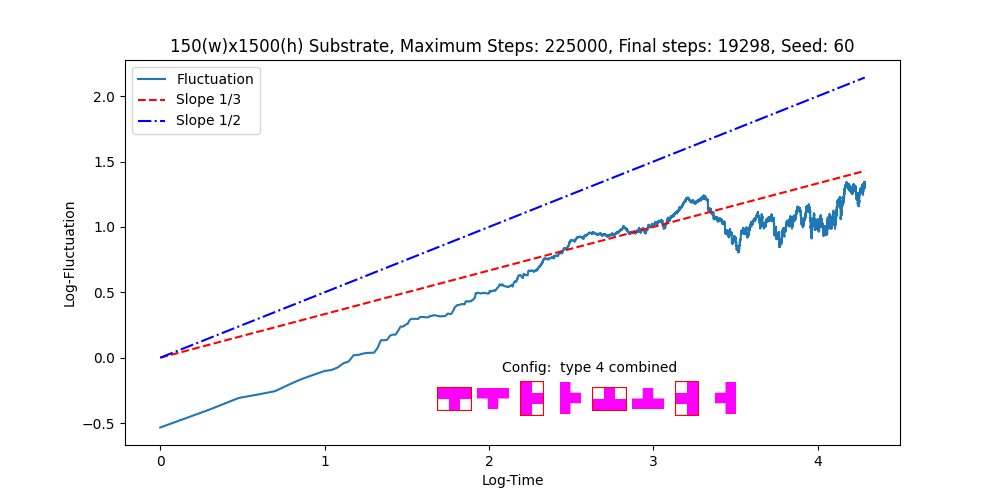 150(w)x1500(h) Substrate, Maximum Steps: 225000, Final steps: 19298, Seed: 60
Fluctuation
Slope 1/3
Slope 1/2
2.0
1.5
1.0
0.5
0.0
−0.5
Log-Fluctuation
Config:  type 4 combined
0 1 2 3 4
Log-Time